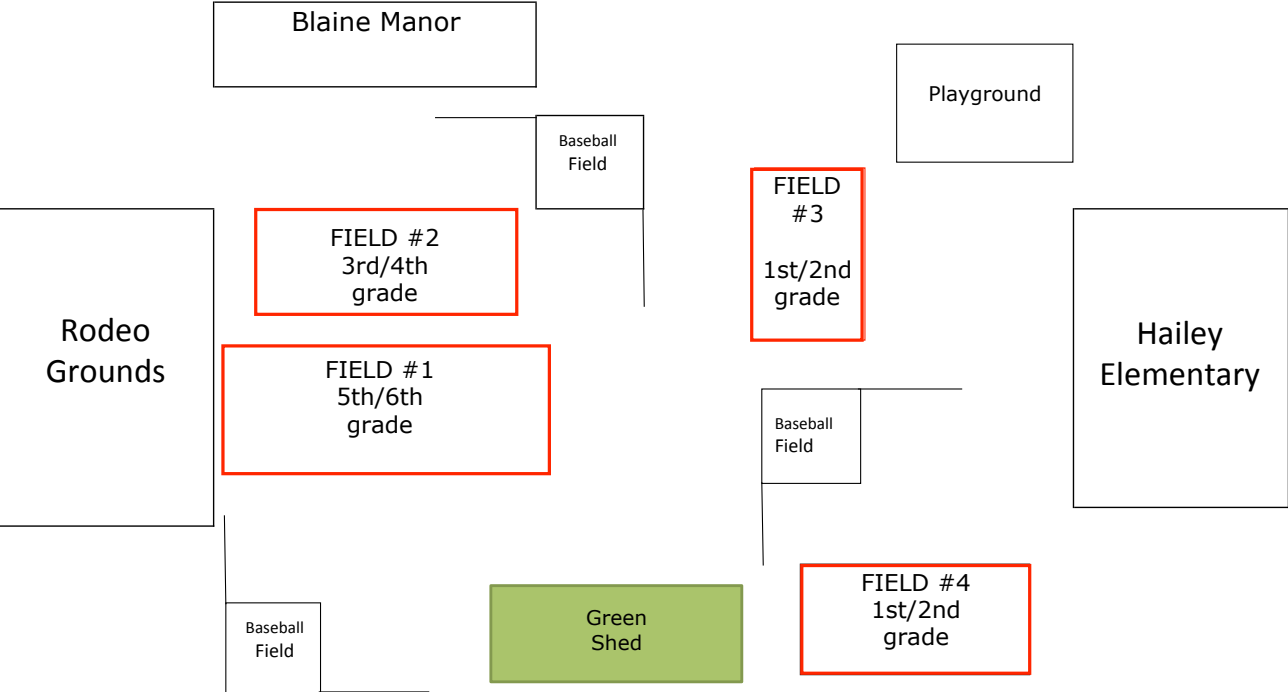 Blaine Manor
Playground
Baseball
Field
FIELD
#3
1st/2nd
grade
FIELD #2
3rd/4th
grade
Rodeo
Grounds
Hailey
Elementary
FIELD #1
5th/6th
grade
Baseball
Field
FIELD #4
1st/2nd
grade
Green
Shed
Baseball
Field